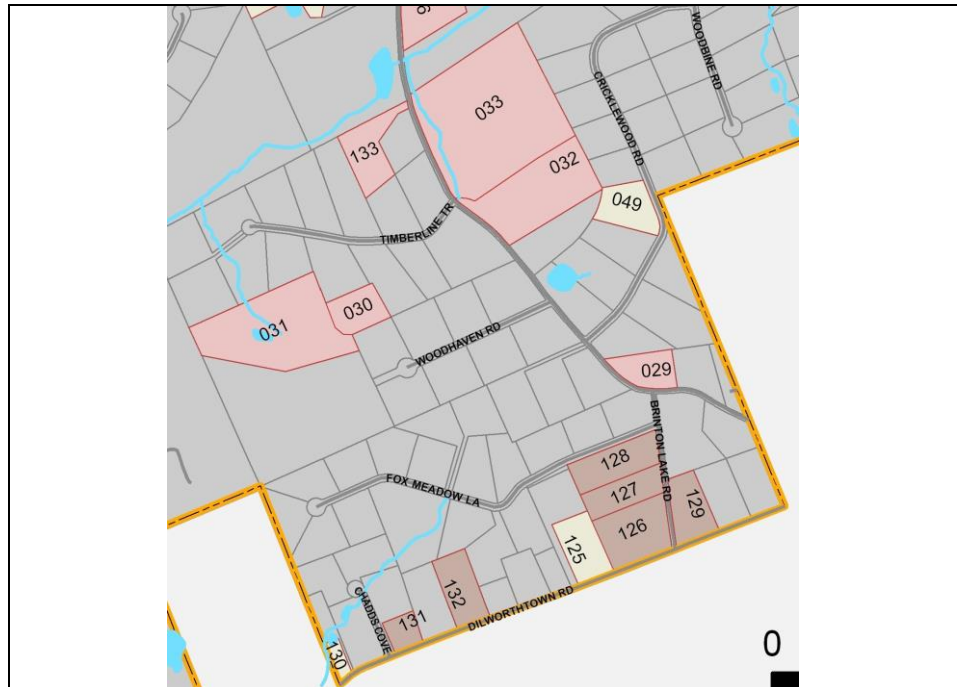 WOODBINE RD
033
CRICKLEWOOD RD
133
032
049
TIMBERLINE TR
030
031
WOODHAVEN RD
029
BRINTON LAKE RD
128
FOX MEADOW LA
127
129
126
125
132
DILWORTHTOWN RD
CHADDS COVE
131
130
0